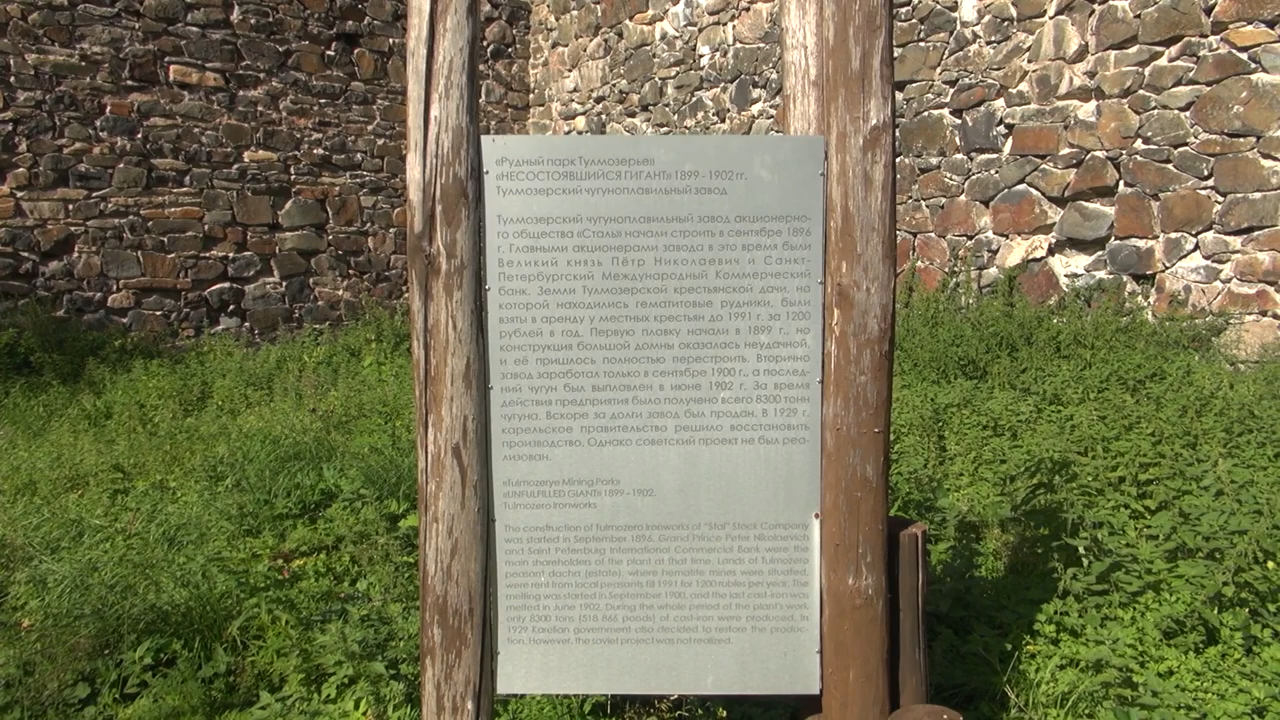 «Рудный парк Тулмозерье»
«НЕСОСТОЯВШИЙСЯ ГИГАНТ» 1899 - 1902 гг.
Тулмозерский чугуноплавильный завод
Тулмозерский чугуноплавильный завод акционерно-
го общества «Сталь» начали строить в сентябре 1896
г. Главными акционерами завода в это время были
Великий князь Пётр Николаевич и Санкт-
Петербургский Международный Коммерческий
банк. Земли Тулмозерской крестьянской дачи, на
которой находились гематитовые рудники, были
взяты в аренду у местных крестьян до 1991 г. за 1200
рублей в год. Первую плавку начали в 1899 г., но
конструкция большой домны оказалась неудачной,
и её пришлось полностью перестроить. Вторично
завод заработал только в сентябре 1900 г., а послед-
ний чугун был выплавлен в июне 1902 г. За время
действия предприятия было получено всего 8300 тонн
чугуна. Вскоре за долги завод был продан. В 1929 г.
карельское правительство решило восстановить
производство. Однако советский проект не был реа-
лизован.
«Tulmozerye Mining Park»
«UNFULFILLED GIANT» 1899 - 1902.
Tulmozero Ironworks
The construction of Tulmozero Ironworks of "Stal" Stock Company
was started in September 1896. Grand Prince Peter Nikolaevich
and Saint Petersburg International Commercial Bank were the
main shareholders of the plant at that time. Lands of Tulmozero
peasant dacha (estate), where hematite mines were situated,
were rent from local peasants till 1991 for 1200 rubles per year. The
melting was started in September 1900, and the last cast-iron was
melted in June 1902. During the whole period of the plant's work
only 8300 tons (518 866 poods) of cast-iron were produced. In
1929 Karelian government also decided to restore the produc-
tion. However, the soviet project was not realized.